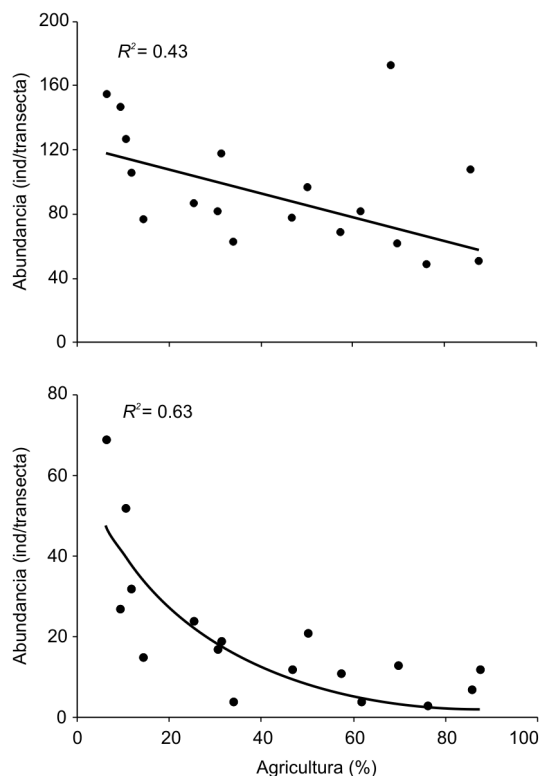 200
R²= 0.43
160
120
80
40
0
Abundancia (ind/transecta)
80
R²= 0.63
60
40
20
0
Abundancia (ind/transecta)
0 20 40 60 80 100
Agricultura (%)